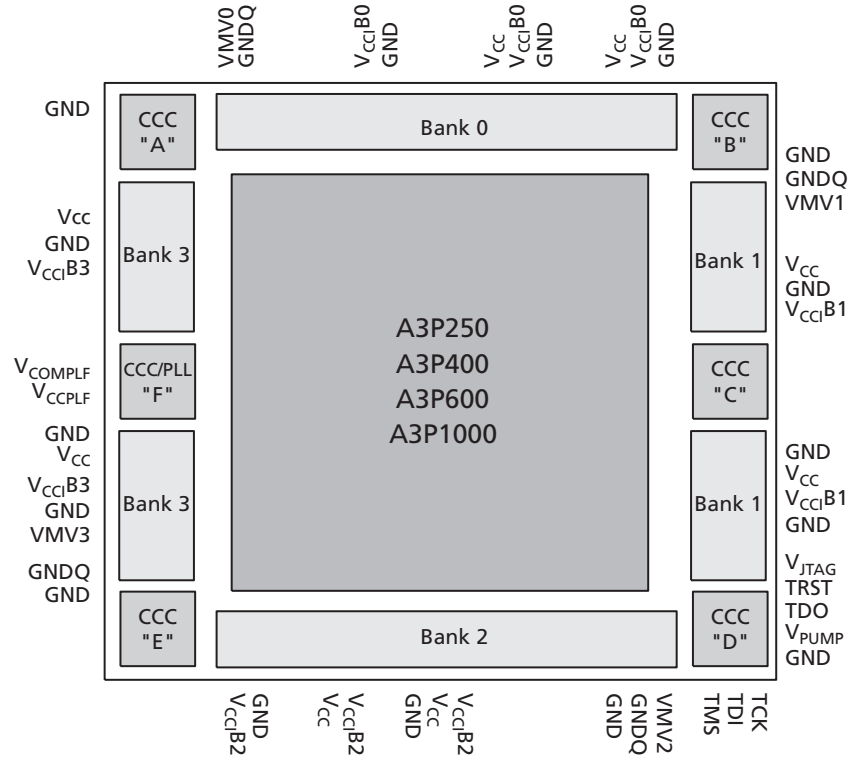 VMV0
GNDQ
VCCIB0
GND
VCC
VCCIB0
GND
VCC
VCCIB0
GND
GND
CCC
"A"
Bank 0
CCC
"B"
GND
GNDQ
VMV1
Vcc
GND
VCCIB3
Bank 3
Bank 1
VCC
GND
VCCIB1
A3P250
A3P400
A3P600
A3P1000
VCOMPLF
VCCPLF
CCC/PLL
"F"
CCC
"C"
GND
VCC
VCCIB3
GND
VMV3
Bank 3
Bank 1
GND
VCC
VCCIB1
GND
GNDQ
GND
VJTAG
TRST
TDO
VPUMP
GND
CCC
"E"
Bank 2
CCC
"D"
VCCIB2
GND
VCC
VCCIB2
GND
VCC
VCCIB2
GND
GNDQ
VMV2
TMS
TDI
TCK